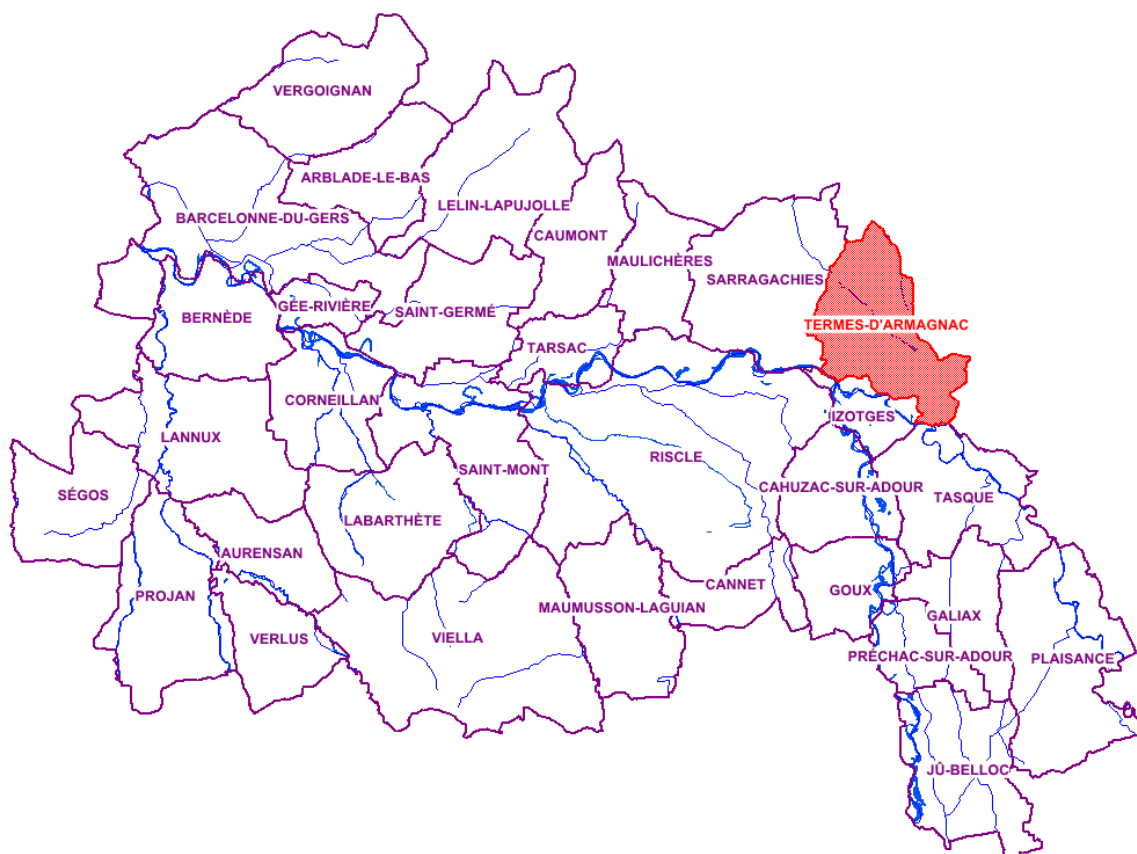 VERGOIGNAN
ARBLADE-LE-BAS
LELIN-LAPUJOLLE
BARCELONNE-DU-GERS
CAUMONT
MAULICHÈRES
SARRAGACHIES
GÉE-RIVIÈRE
SAINT-GERMÉ
BERNÈDE
TERMES-D'ARMAGNAC
TARSAC
CORNEILLAN
IZOTGES
LANNUX
RISCLE
SAINT-MONT
SÉGOS
CAHUZAC-SUR-ADOUR
TASQUE
LABARTHÈTE
AURENSAN
PROJAN
CANNET
GOUX
MAUMUSSON-LAGUIAN
GALIAX
VERLUS
VIELLA
PRÉCHAC-SUR-ADOUR
PLAISANCE
JÛ-BELLOC